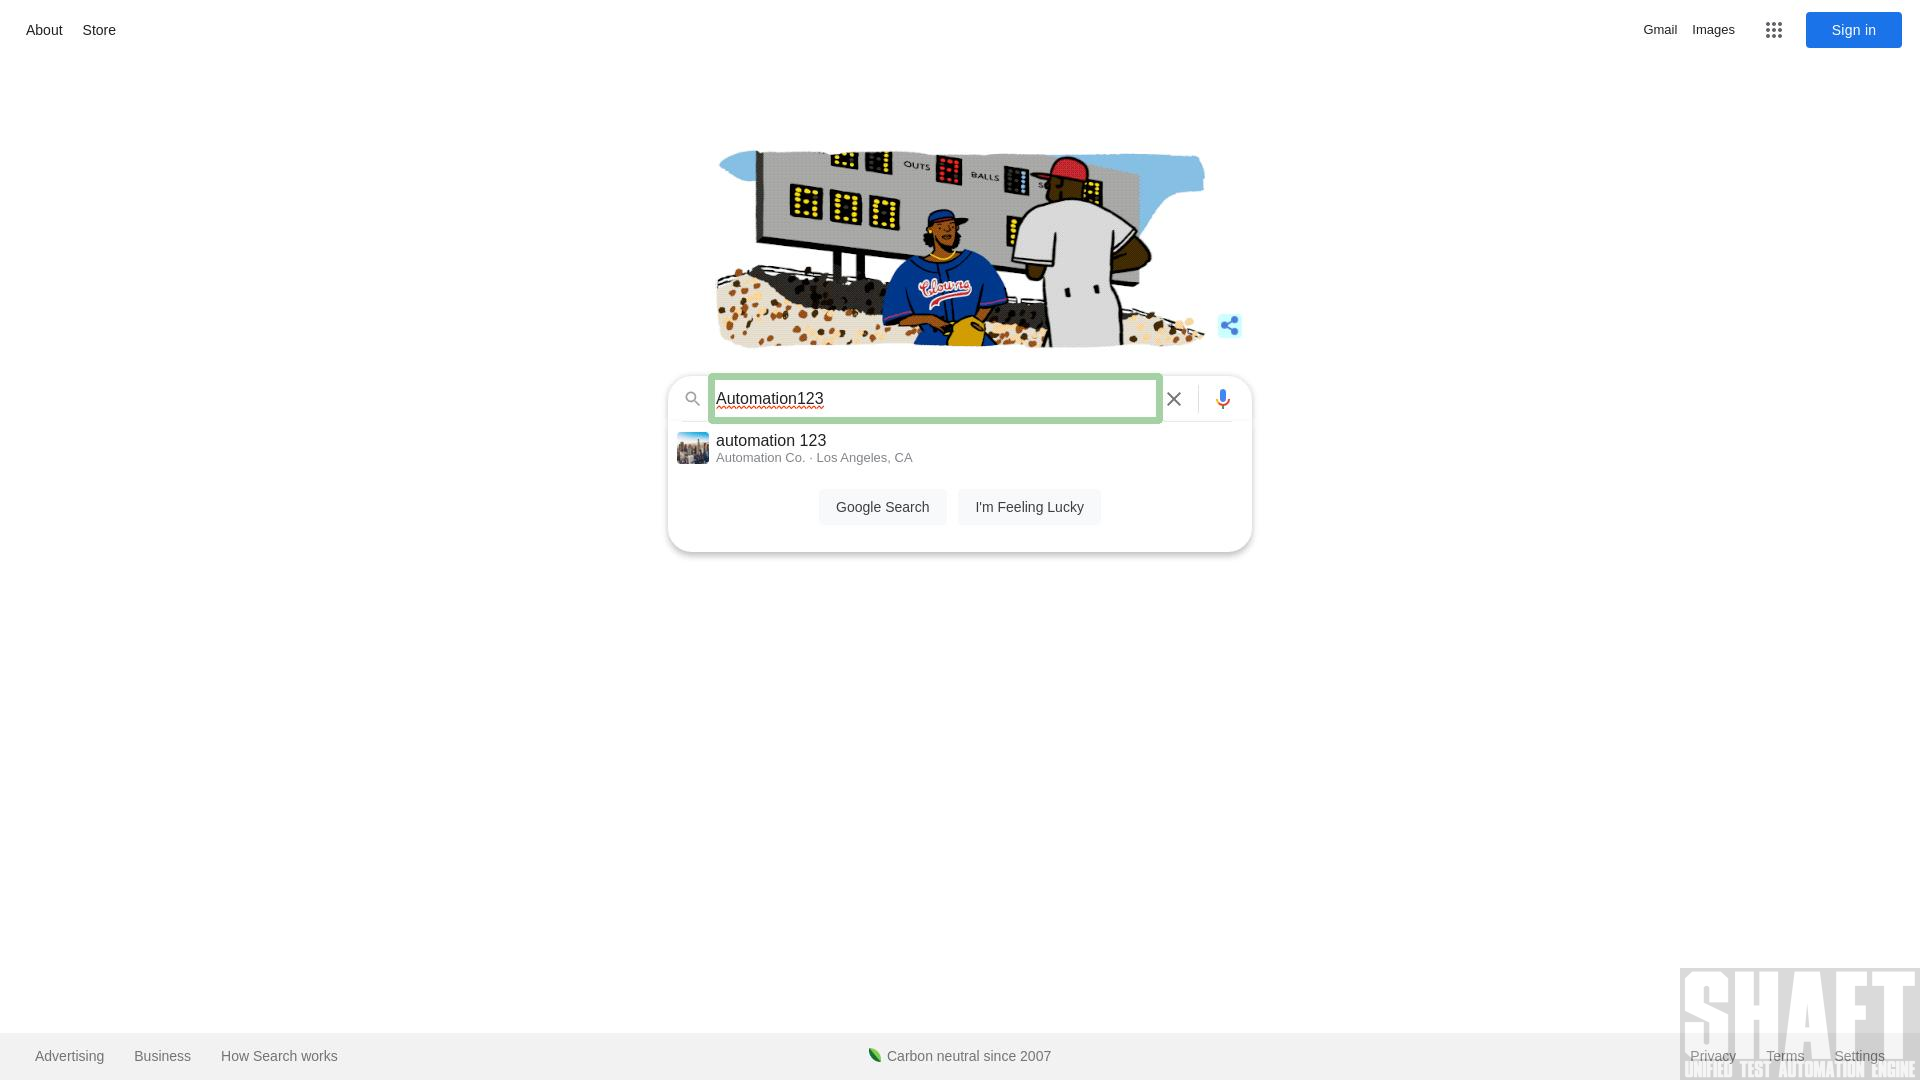 About Store
Gmail Images Sign in
OUTS BALLS
Clowns
Automation123
automation 123
Automation Co. · Los Angeles, CA
Google Search I'm Feeling Lucky
SHAFT
Advertising Business How Search works Carbon neutral since 2007 Privacy Terms Settings
UNIFIED TEST AUTOMATION ENGINE